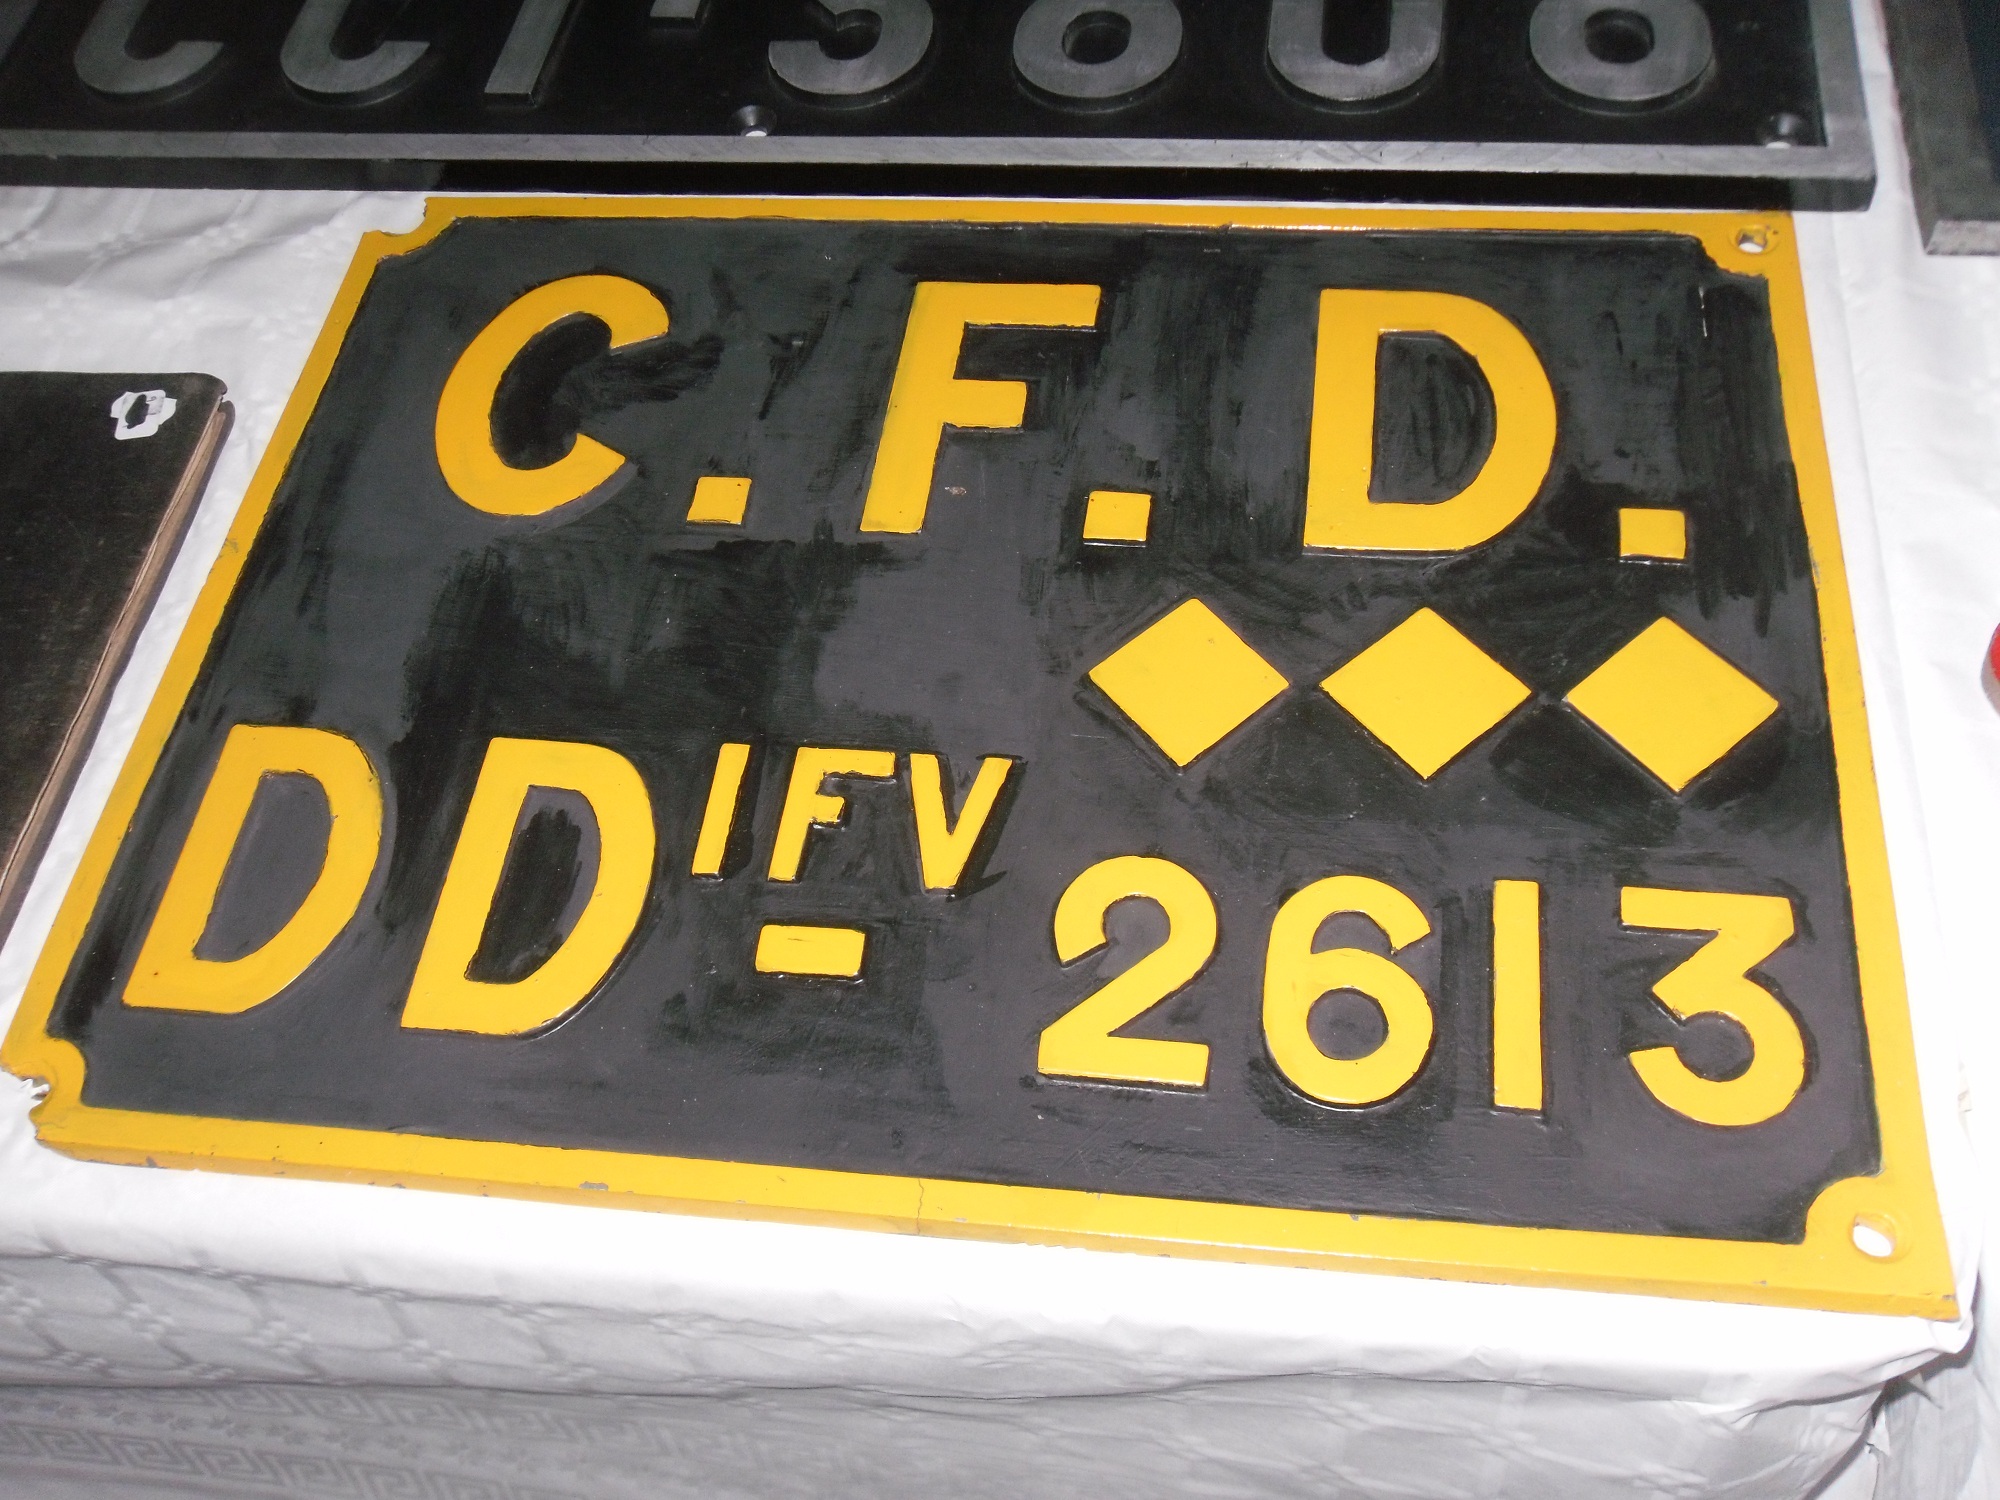 C.F.D.
DD IFV - 2613